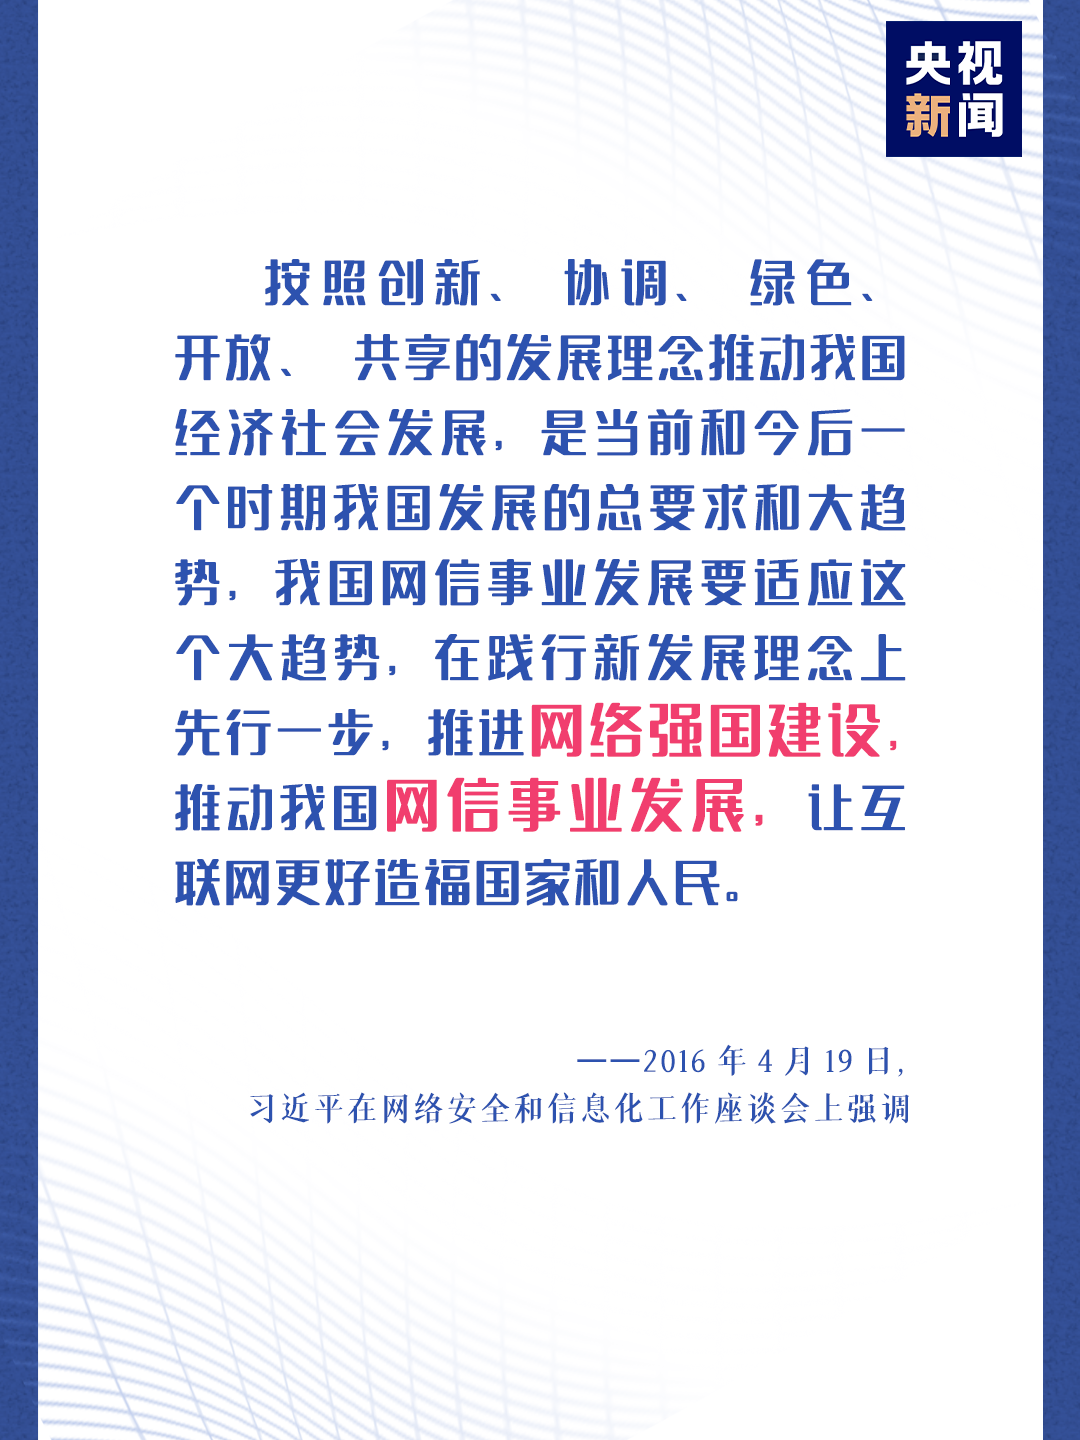 央视
新闻
按照创新、 协调、 绿色、
开放、 共享的发展理念推动我国
经济社会发展，是当前和今后一
个时期我国发展的总要求和大趋
势，我国网信事业发展要适应这
个大趋势，在践行新发展理念上
先行一步，推进网络强国建设，
推动我国网信事业发展，让互
联网更好造福国家和人民。
——2016 年 4 月 19 日，
习近平在网络安全和信息化工作座谈会上强调